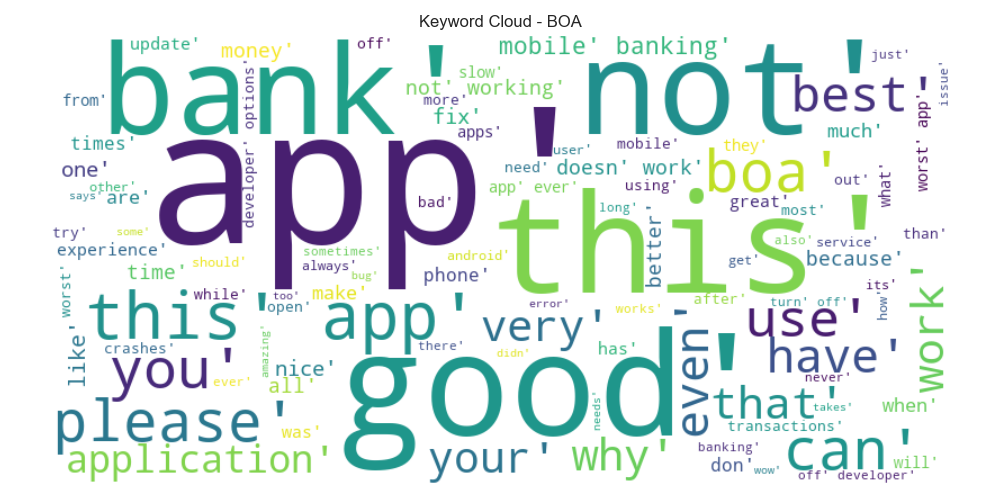 Keyword Cloud - BOA
update' money' off' mobile' banking' just'
bank' not' best' issue'
slow' not' working' options'
from' more' fix' much'
times' apps' user' mobile' they' worst' app'
one' app' this' need' doesn' work' boa' out' what'
other' says' are' developer' bad' app' ever' using' great' most'
try' some' long' better' also' service' than'
experience' sometimes' android' get' because'
time' should' always' bug' phone' its'
worst' while' too' make' error' after' turn' off' how' work'
this' open' app' very' works' use'
like' crashes' there' didn' has' even' have'
you' amazing' nice' good' never'
ever' all' needs' that' takes' when'
please' was' transactions'
application' your' why' banking' can'
don' wow' will'
off' developer'